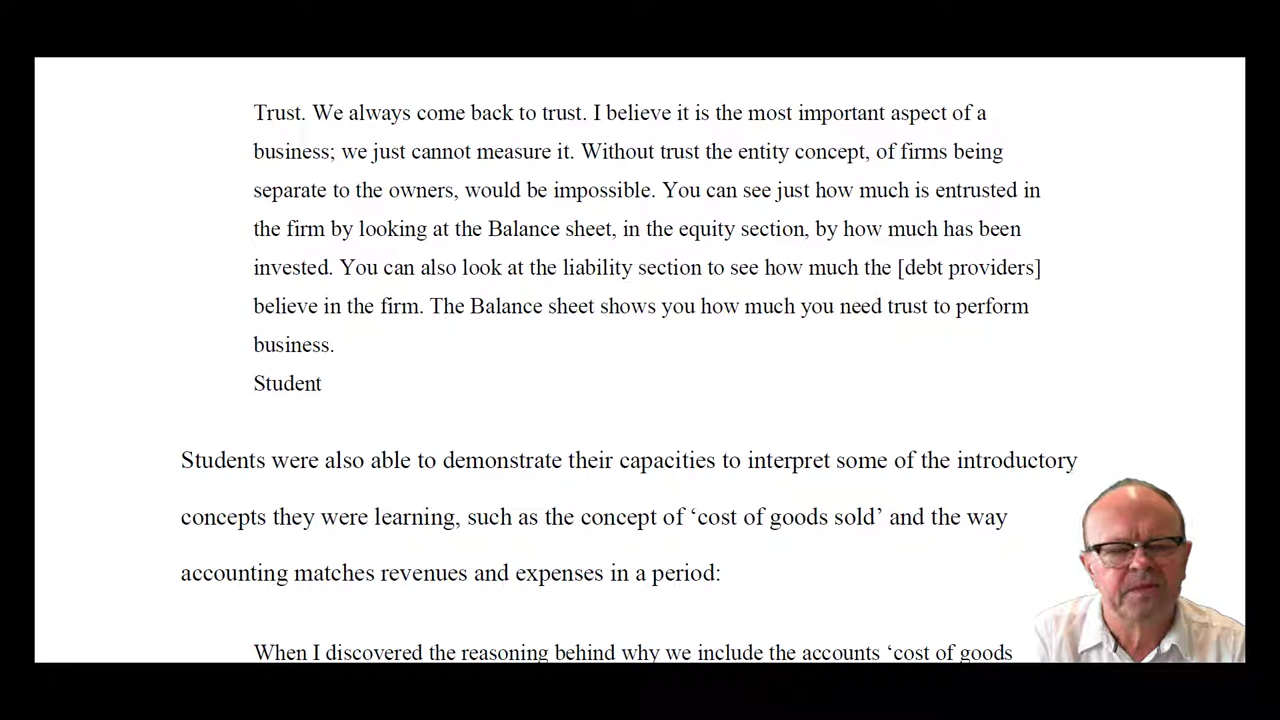 Trust. We always come back to trust. I believe it is the most important aspect of a
business; we just cannot measure it. Without trust the entity concept, of firms being
separate to the owners, would be impossible. You can see just how much is entrusted in
the firm by looking at the Balance sheet, in the equity section, by how much has been
invested. You can also look at the liability section to see how much the [debt providers]
believe in the firm. The Balance sheet shows you how much you need trust to perform
business.
Student
Students were also able to demonstrate their capacities to interpret some of the introductory
concepts they were learning, such as the concept of ‘cost of goods sold’ and the way
accounting matches revenues and expenses in a period:
When I discovered the reasoning behind why we include the accounts ‘cost of goods